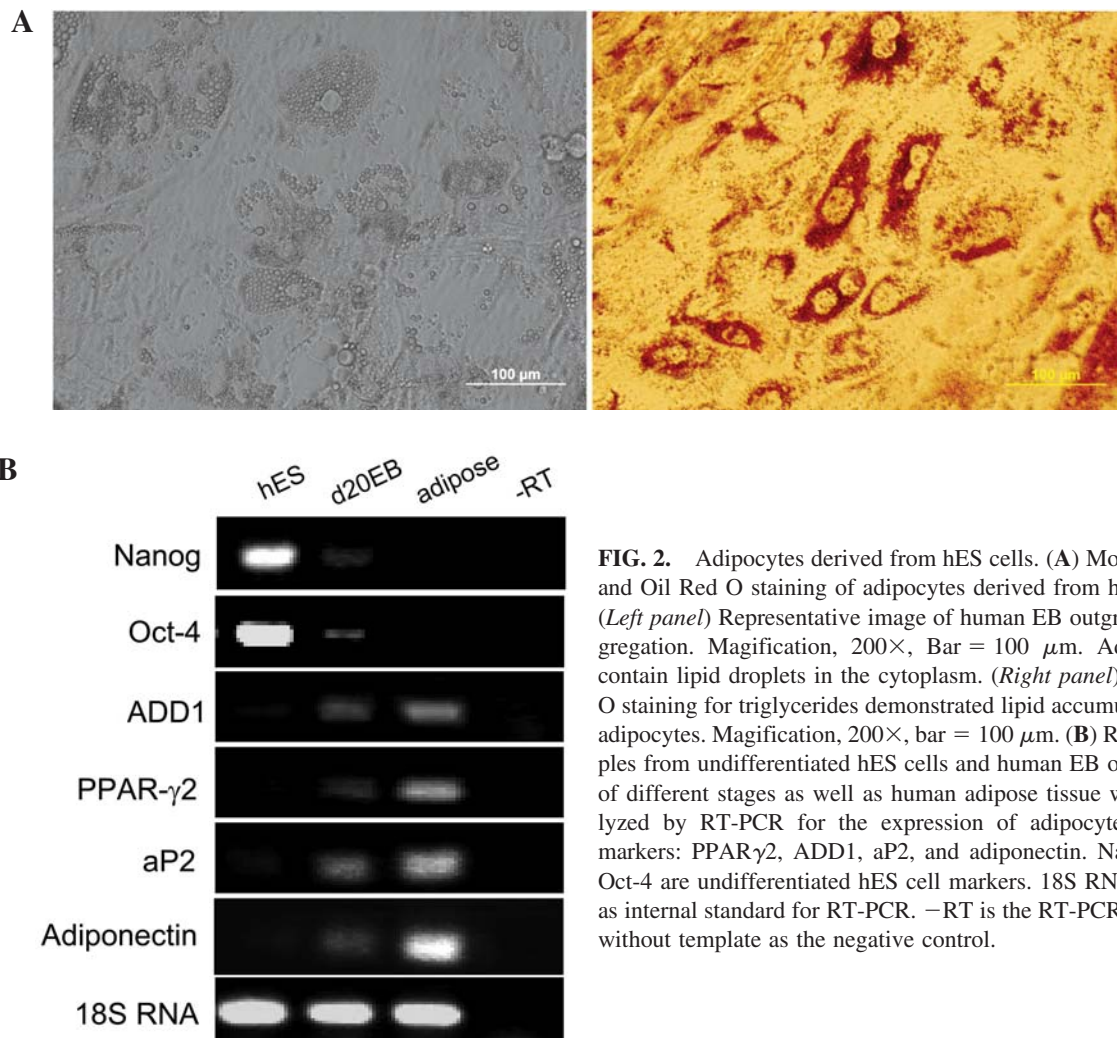 A
100 µm
100 µm
B
hES d20EB adipose -RT
Nanog
Oct-4
ADD1
PPAR-γ2
aP2
Adiponectin
18S RNA
FIG. 2. Adipocytes derived from hES cells. (A) Mo
and Oil Red O staining of adipocytes derived from h
(Left panel) Representative image of human EB outgr
gregation. Magification, 200×, Bar = 100 μm. Ad
contain lipid droplets in the cytoplasm. (Right panel)
O staining for triglycerides demonstrated lipid accumu
adipocytes. Magification, 200×, bar = 100 μm. (B) R
ples from undifferentiated hES cells and human EB o
of different stages as well as human adipose tissue w
lyzed by RT-PCR for the expression of adipocyte
markers: PPARγ2, ADD1, aP2, and adiponectin. Na
Oct-4 are undifferentiated hES cell markers. 18S RN
as internal standard for RT-PCR. −RT is the RT-PCR
without template as the negative control.